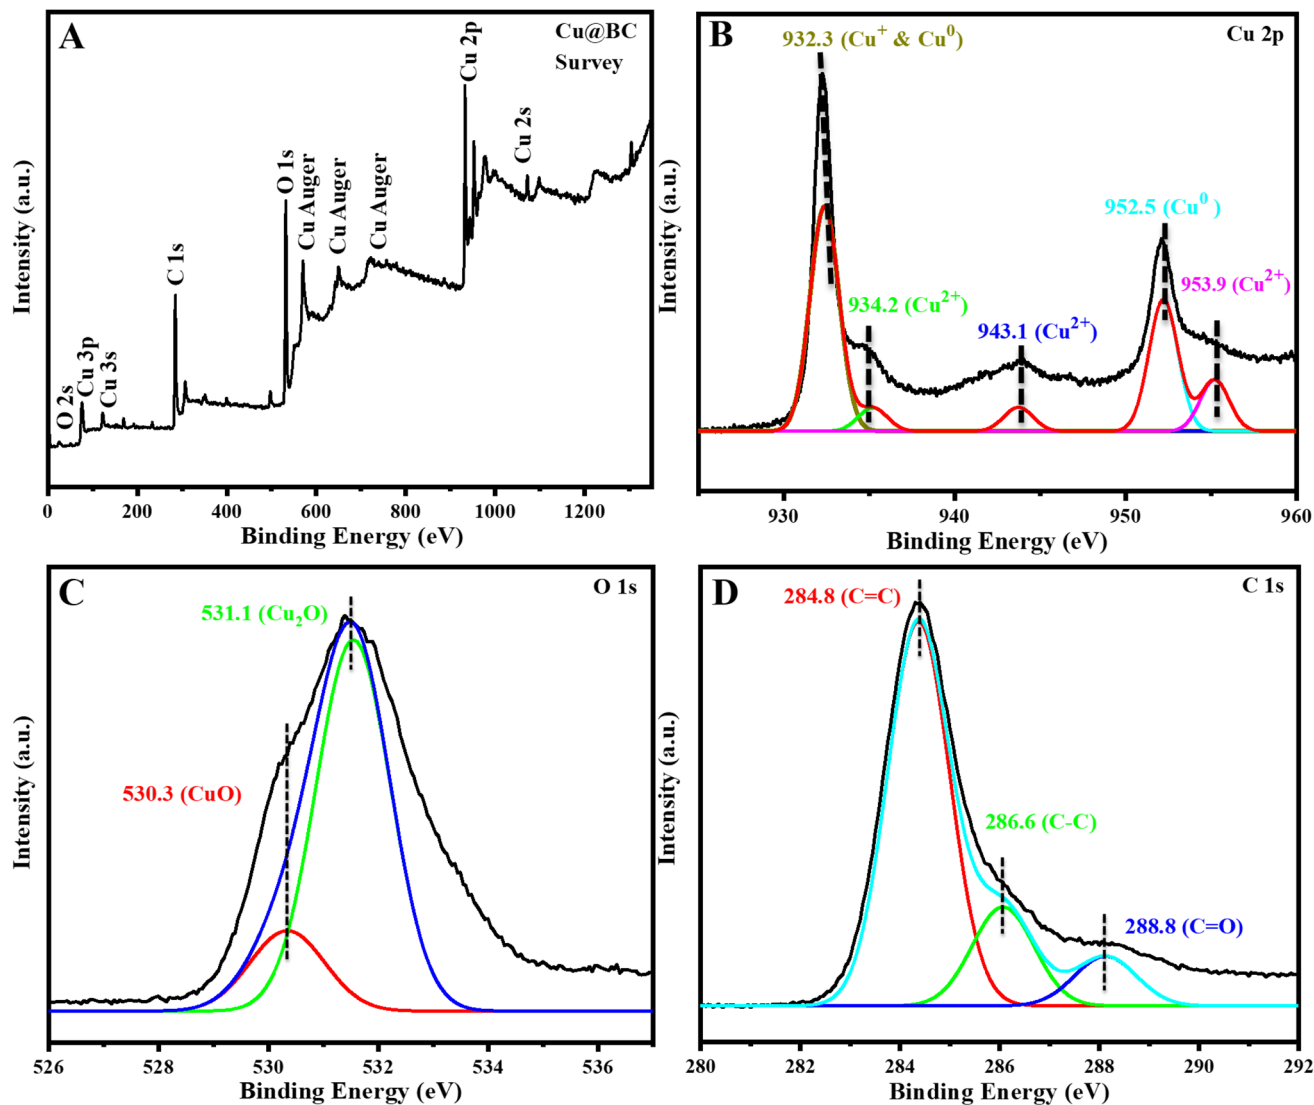 A
Cu@BC
Survey
O 2s
Cu 3p
Cu 3s
C 1s
O 1s
Cu Auger
Cu Auger
Cu Auger
Cu 2p
Cu 2s
Intensity (a.u.)
0 200 400 600 800 1000 1200
Binding Energy (eV)
B
Cu 2p
932.3 (Cu⁺ & Cu⁰)
934.2 (Cu²⁺)
943.1 (Cu²⁺)
952.5 (Cu⁰ )
953.9 (Cu²⁺)
Intensity (a.u.)
930 940 950 960
Binding Energy (eV)
C
O 1s
531.1 (Cu₂O)
530.3 (CuO)
Intensity (a.u.)
526 528 530 532 534 536
Binding Energy (eV)
D
C 1s
284.8 (C=C)
286.6 (C-C)
288.8 (C=O)
Intensity (a.u.)
280 282 284 286 288 290 292
Binding Energy (eV)